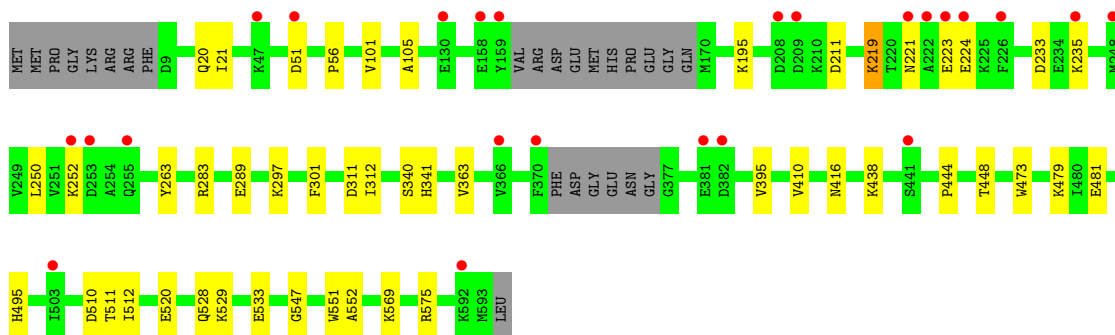 MET MET PRO GLY LYS ARG ARG PHE D9 Q20 I21 K47 D51 P56 V101 A105 E130 E158 Y159 VAL ARG ASP GLU MET HIS PRO GLU GLY GLN M170 K195 D208 D209 K210 D211 K219 T220 N221 A222 E223 E224 K225 F226 D233 E234 K235 M248
V249 L250 V251 K252 D253 A254 Q255 Y263 R283 E289 K297 F301 D311 I312 S340 H341 V363 V366 F370 PHE ASP GLY GLU ASN GLY G377 E381 D382 V395 V410 N416 K438 S441 P444 T448 W473 K479 I480 E481
H495 I503 D510 T511 I512 E520 Q528 K529 E533 G547 W551 A552 K569 R575 K592 M593 LEU